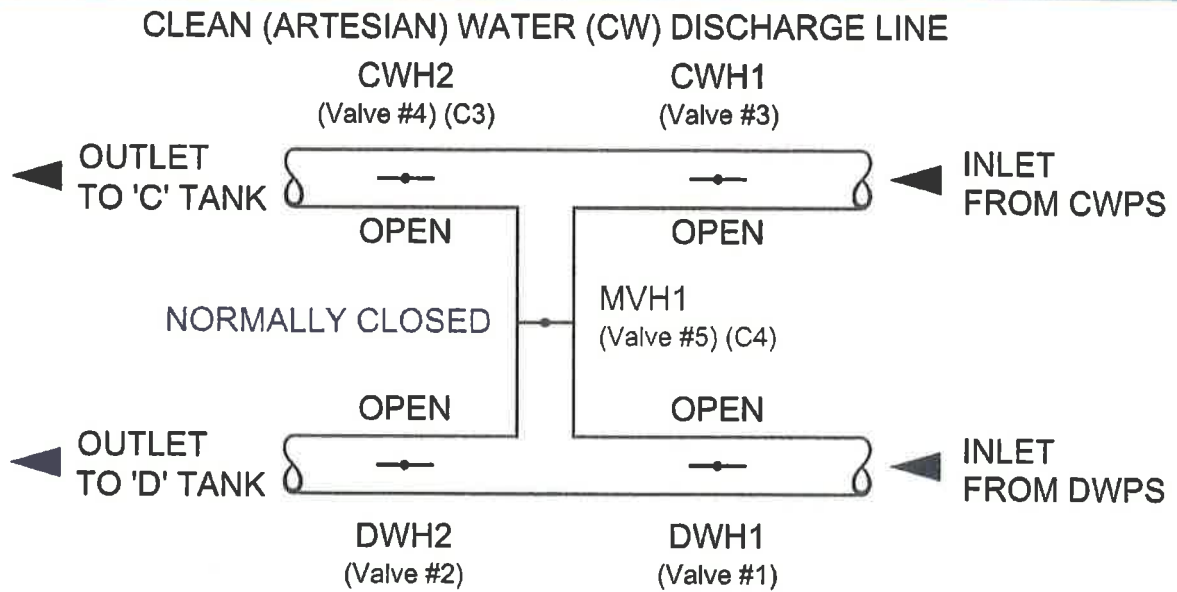 CLEAN (ARTESIAN) WATER (CW) DISCHARGE LINE
CWH2
(Valve #4) (C3)
CWH1
(Valve #3)
OUTLET
TO 'C' TANK
INLET
FROM CWPS
OPEN
OPEN
NORMALLY CLOSED
MVH1
(Valve #5) (C4)
OPEN
OPEN
OUTLET
TO 'D' TANK
INLET
FROM DWPS
DWH2
(Valve #2)
DWH1
(Valve #1)